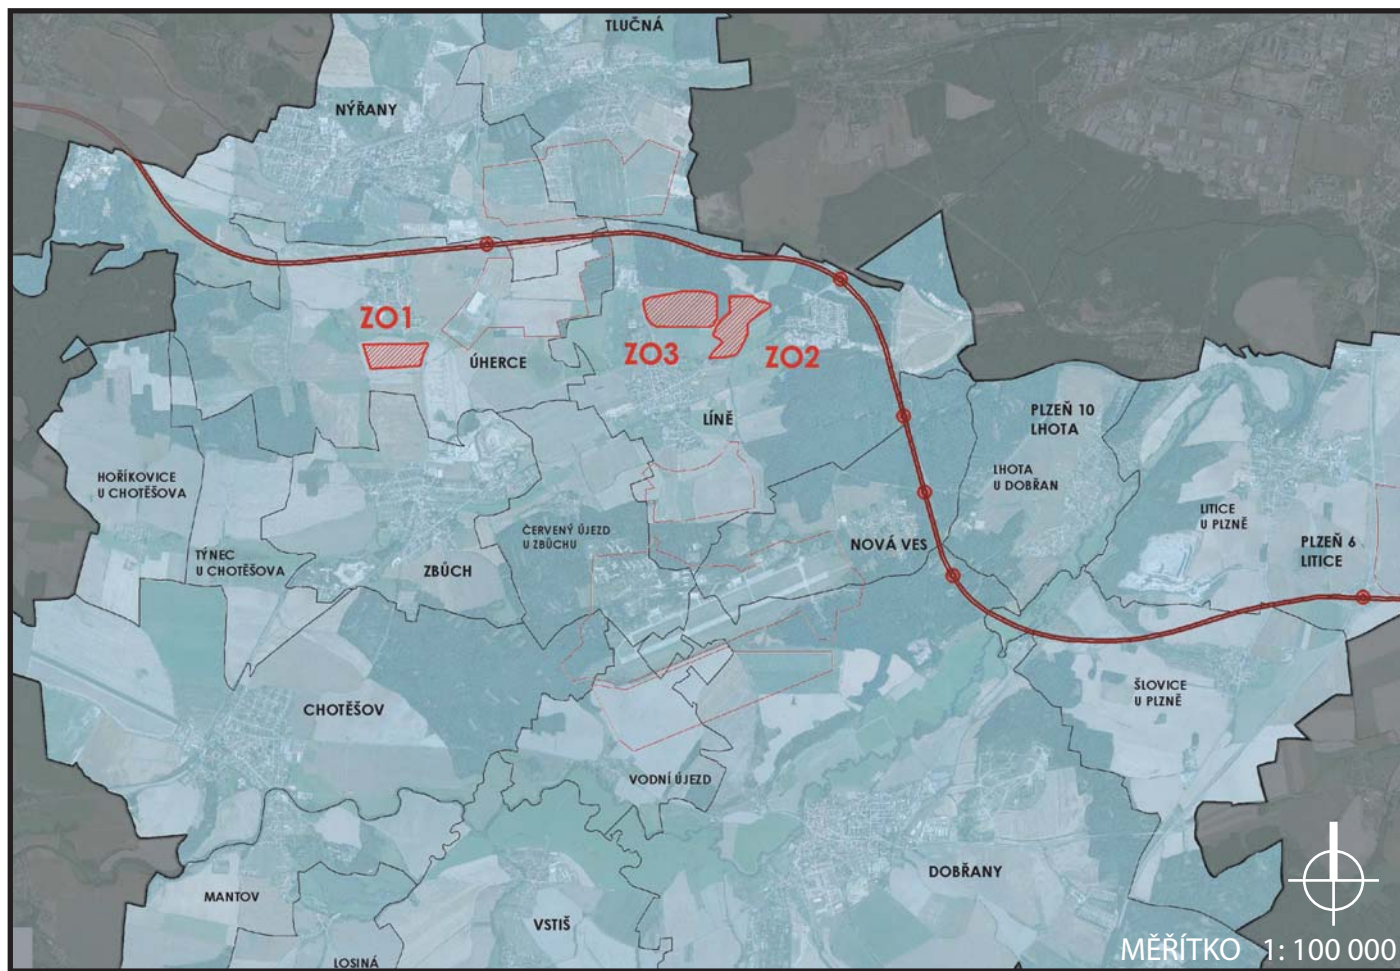 TLUČNÁ
NÝŘANY
ZO1
ÚHERCE
ZO3
ZO2
LÍNĚ
PLZEŇ 10
LHOTA
HOŘÍKOVICE
U CHOTĚŠOVA
LHOTA
U DOBŘAN
LITICE
U PLZNĚ
ČERVENÝ ÚJEZD
U ZBŮCHU
NOVÁ VES
PLZEŇ 6
LITICE
TÝNEC
U CHOTĚŠOVA
ZBŮCH
ŠLOVICE
U PLZNĚ
CHOTĚŠOV
VODNÍ ÚJEZD
DOBŘANY
MANTOV
VSTIŠ
LOSINÁ
MĚŘÍTKO 1: 100 000